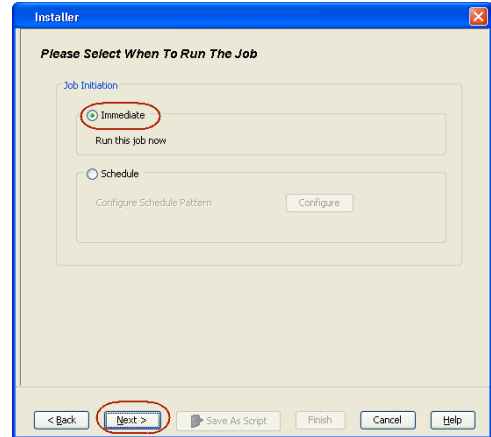 Installer
Please Select When To Run The Job
Job Initiation
Immediate
Run this job now
Schedule
Configure Schedule Pattern
Configure
< Back
Next >
Save As Script
Finish
Cancel
Help